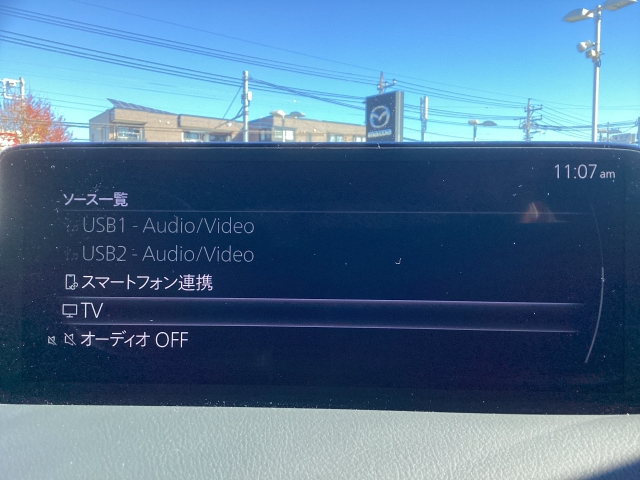 mazda
11:07 am
ソース一覧
USB1 - Audio/Video
USB2 - Audio/Video
スマートフォン連携
TV
オーディオ OFF